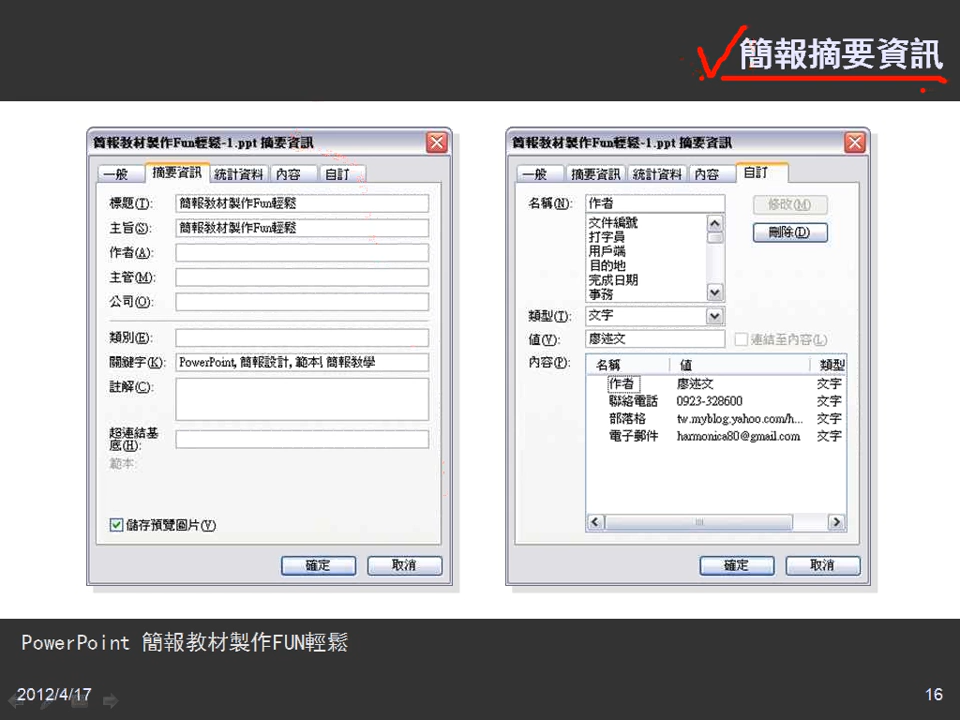 簡報摘要資訊
簡報教材製作Fun輕鬆-1.ppt 摘要資訊
一般 摘要資訊 統計資料 內容 自訂
標題(T): 簡報教材製作Fun輕鬆
主旨(S): 簡報教材製作Fun輕鬆
作者(A):
主管(M):
公司(O):
類別(E):
關鍵字(K): PowerPoint, 簡報設計, 範本, 簡報教學
註解(C):
超連結基
底(H):
範本:
儲存預覽圖片(V)
確定 取消
簡報教材製作Fun輕鬆-1.ppt 摘要資訊
一般 摘要資訊 統計資料 內容 自訂
名稱(N): 作者 修改(M)
文件編號
打字員 刪除(D)
用戶端
目的地
完成日期
事務
類型(T): 文字
值(V): 廖述文 連結至內容(L)
內容(P): 名稱 值 類型
作者 廖述文 文字
聯絡電話 0923-328600 文字
部落格 tw.myblog.yahoo.com/h... 文字
電子郵件 harmonica80@gmail.com 文字
確定 取消
PowerPoint 簡報教材製作FUN輕鬆
2012/4/17 16